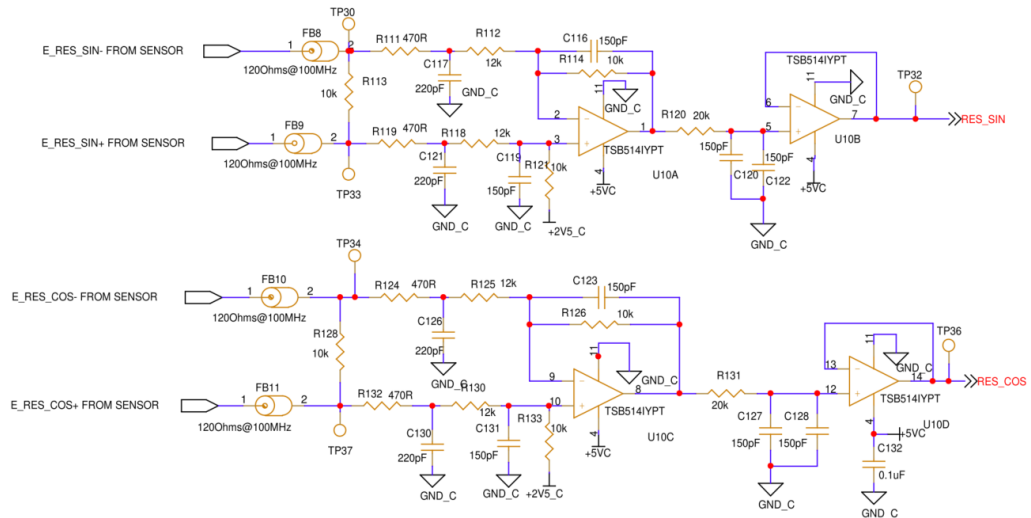 TP30
FB8
E_RES_SIN- FROM SENSOR
1
2
120Ohms@100MHz
R111 470R
R112
12k
C116
150pF
R114
10k
C117
220pF
GND_C
R113
10k
11
GND_C
2
3
1
TSB514IYPT
U10A
4
+5VC
FB9
E_RES_SIN+ FROM SENSOR
1
2
120Ohms@100MHz
TP33
R119
470R
R118
12k
C121
220pF
GND_C
C119
150pF
GND_C
R121
10k
+2V5_C
R120
20k
150pF
C120
150pF
C122
GND_C
TSB514IYPT
11
GND_C
6
5
7
U10B
4
+5VC
TP32
RES_SIN
TP34
FB10
E_RES_COS- FROM SENSOR
1
2
120Ohms@100MHz
R124
470R
R125
12k
C123
150pF
R126
10k
C126
220pF
GND_C
R128
10k
11
GND_C
9
10
8
TSB514IYPT
U10C
4
+5VC
FB11
E_RES_COS+ FROM SENSOR
1
2
120Ohms@100MHz
TP37
R132
470R
R130
12k
C130
220pF
GND_C
C131
150pF
GND_C
R133
10k
+2V5_C
R131
20k
C127
150pF
C128
150pF
GND_C
11
GND_C
13
12
14
TSB514IYPT
U10D
4
+5VC
C132
0.1uF
GND_C
TP36
RES_COS